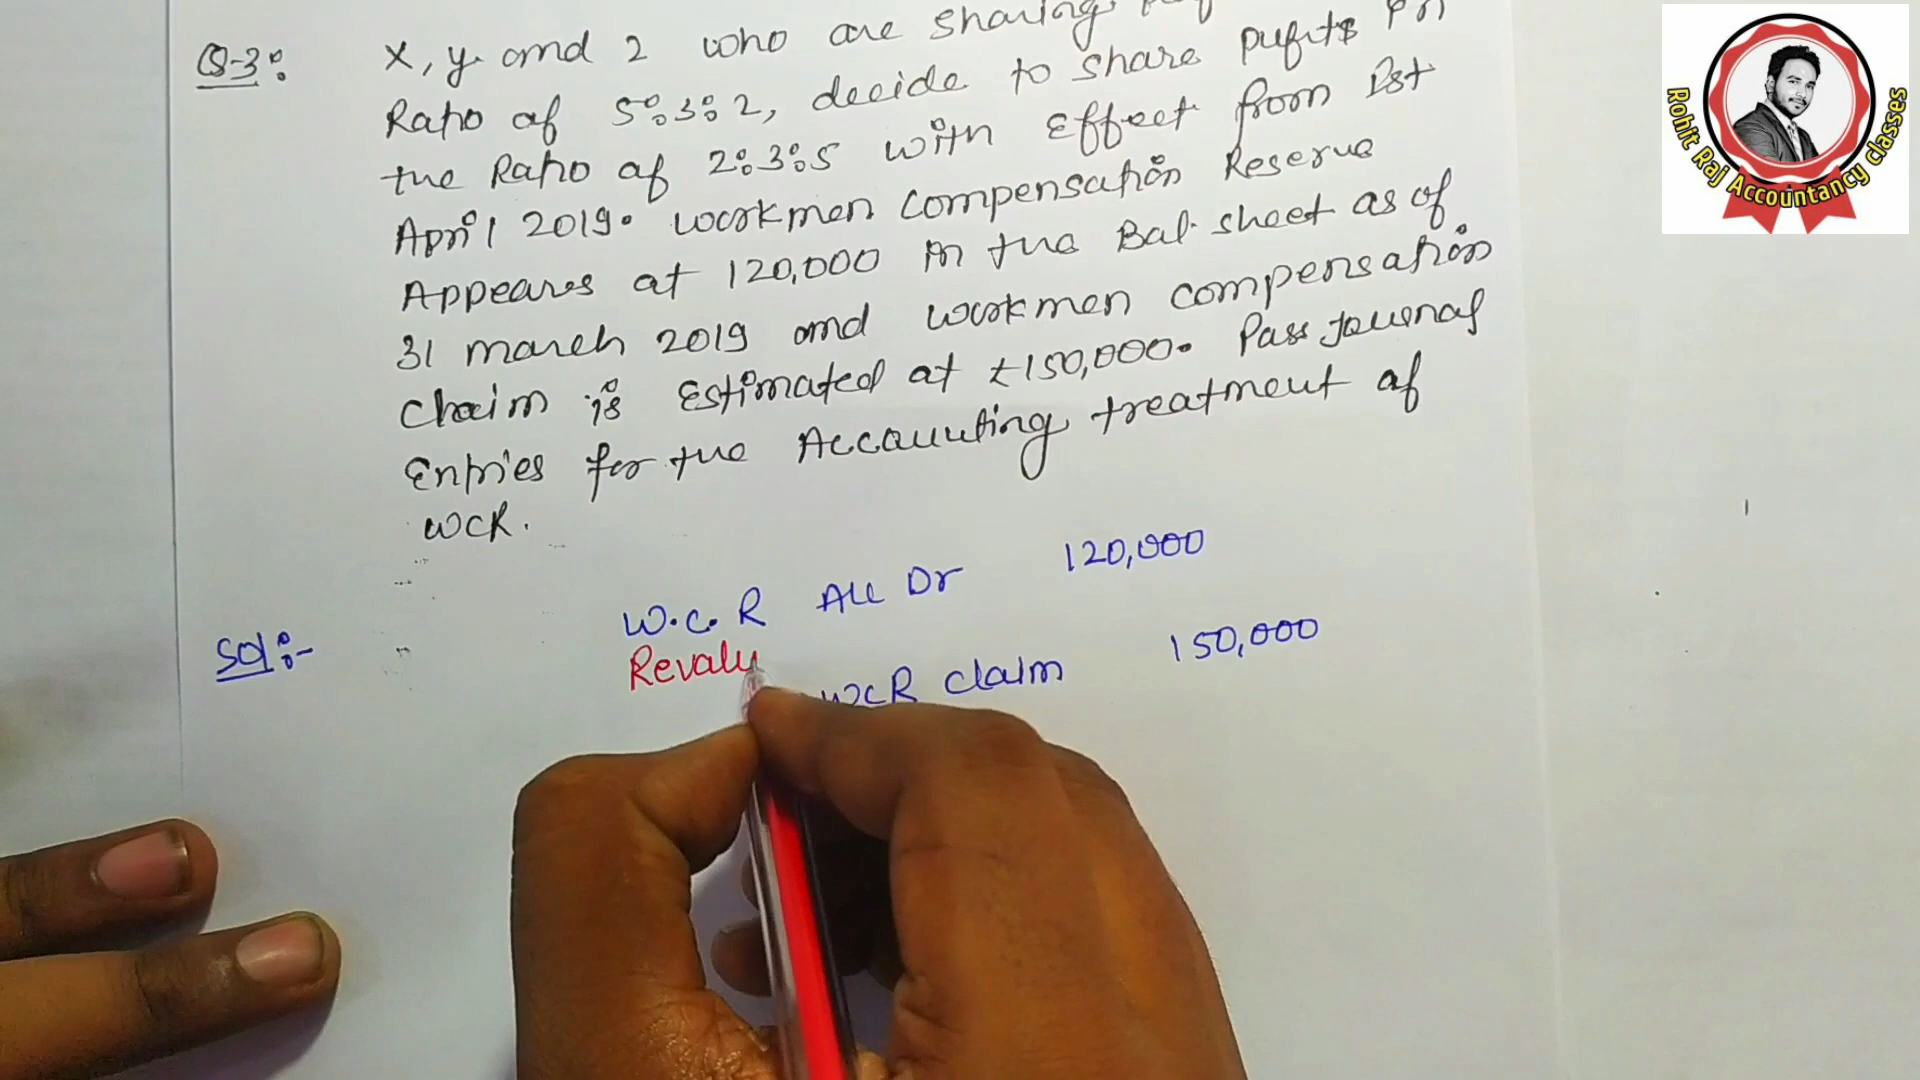 Q-3:
X, y and Z who are sharing
Ratio of 5:3:2, decide to share
the Ratio of 2:3:5 with Effect from Ist
April 2019. workmen compensation Reserve
Appears at 120,000 in the Bal. sheet as of
31 march 2019 and workmen compensation
Claim is Estimated at ₹150,000. Pass Journal
Entries for the Accounting treatment of
WCR.
Sol:-
W.C.R A/c Dr 120,000
Revalu
WCR Claim 150,000
Rohit Raj Accountancy classes